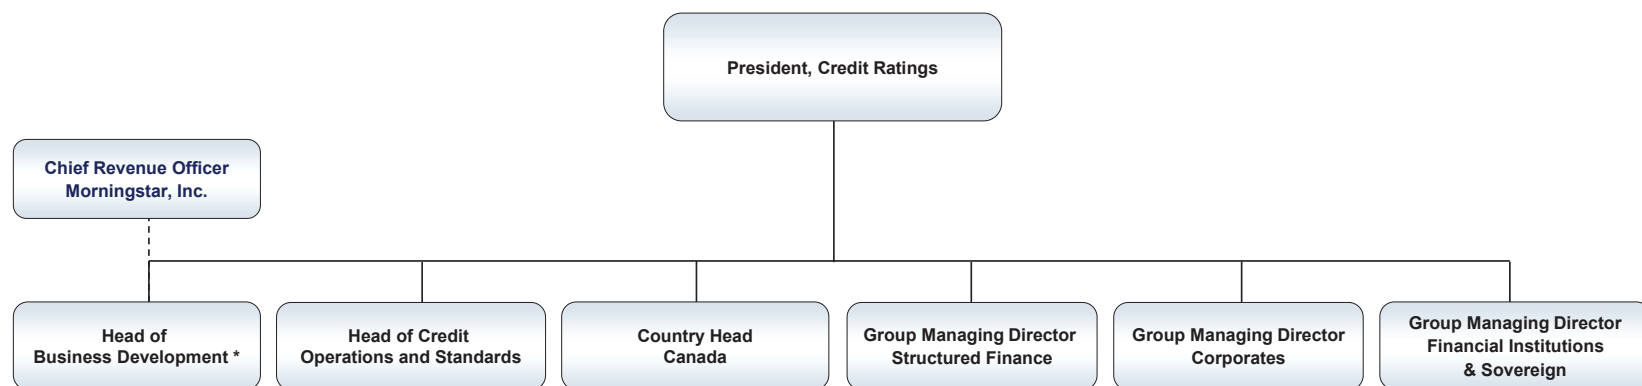 President, Credit Ratings
Chief Revenue Officer
Morningstar, Inc.
Head of
Business Development *
Head of Credit
Operations and Standards
Country Head
Canada
Group Managing Director
Structured Finance
Group Managing Director
Corporates
Group Managing Director
Financial Institutions
& Sovereign